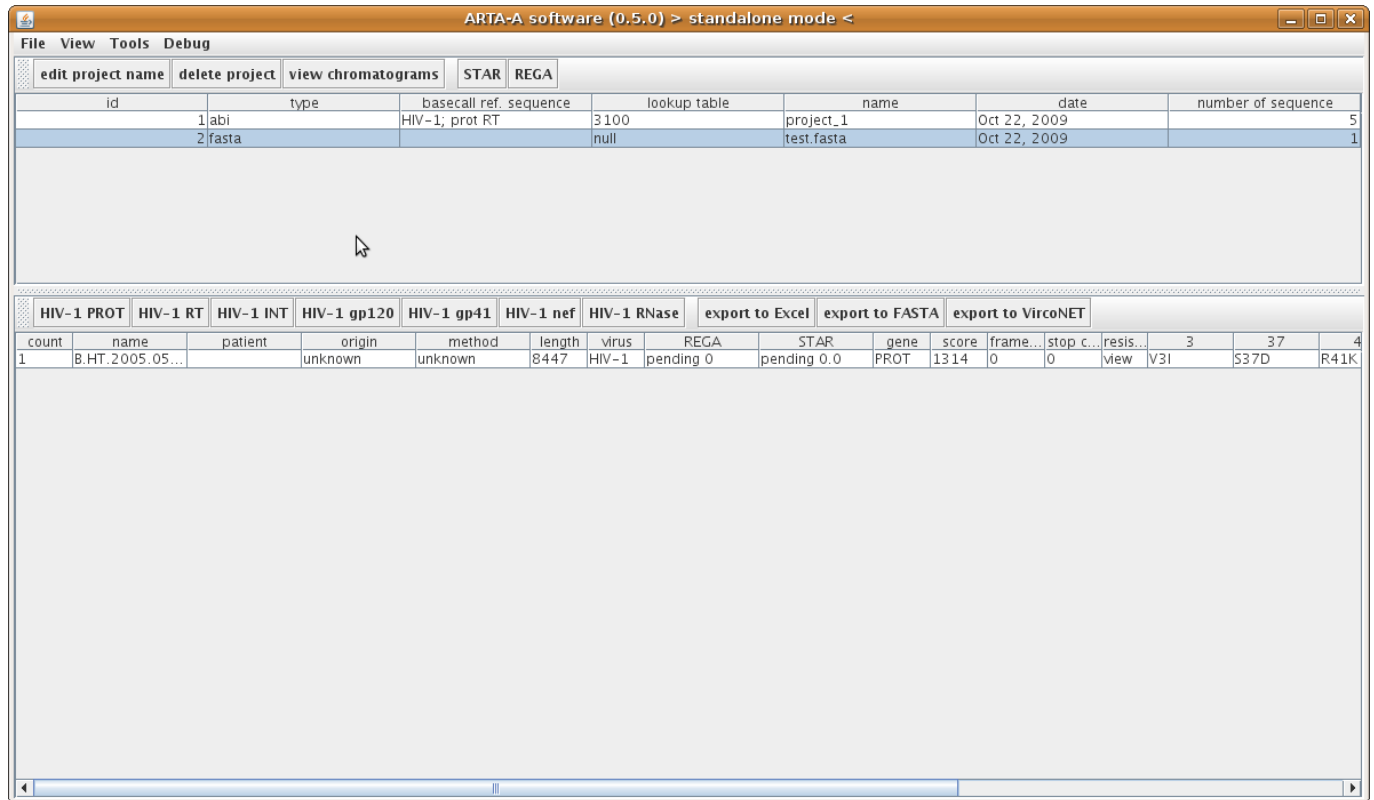 ARTA-A software (0.5.0) > standalone mode <
File View Tools Debug
edit project name delete project view chromatograms STAR REGA
id type basecall ref. sequence lookup table name date number of sequence
1 abi HIV-1; prot RT 3100 project_1 Oct 22, 2009 5
2 fasta null test.fasta Oct 22, 2009 1
HIV-1 PROT HIV-1 RT HIV-1 INT HIV-1 gp120 HIV-1 gp41 HIV-1 nef HIV-1 RNase export to Excel export to FASTA export to VircoNET
count name patient origin method length virus REGA STAR gene score frame... stop c... resis... 3 37 4
1 B.HT.2005.05... unknown unknown 8447 HIV-1 pending 0 pending 0.0 PROT 1314 0 0 view V3I S37D R41K